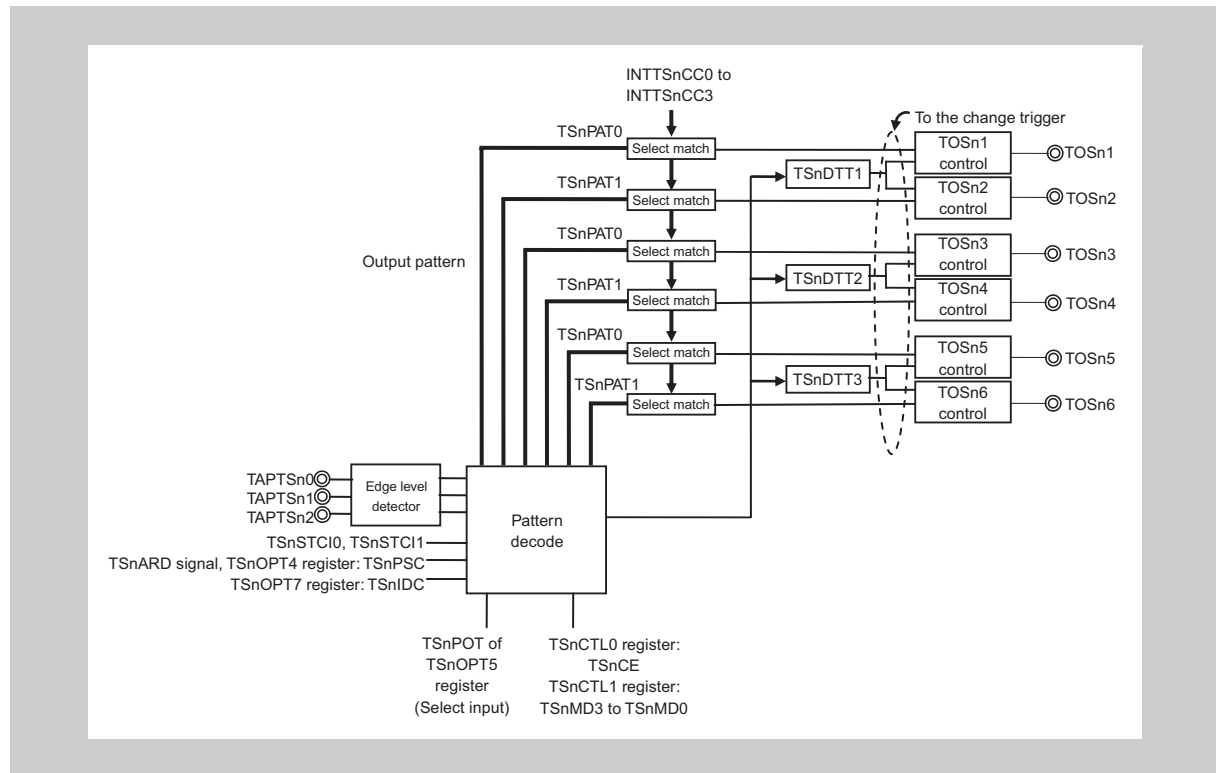 INTTSnCC0 to
INTTSnCC3
To the change trigger
TSnPAT0
Select match
TOSn1
control
TOSn1
TSnDTT1
TSnPAT1
Select match
TOSn2
control
TOSn2
Output pattern
TSnPAT0
Select match
TOSn3
control
TOSn3
TSnDTT2
TSnPAT1
Select match
TOSn4
control
TOSn4
TSnPAT0
Select match
TOSn5
control
TOSn5
TSnDTT3
TSnPAT1
Select match
TOSn6
control
TOSn6
TAPTSn0
TAPTSn1
TAPTSn2
Edge level
detector
Pattern
decode
TSnSTCI0, TSnSTCI1
TSnARD signal, TSnOPT4 register: TSnPSC
TSnOPT7 register: TSnIDC
TSnPOT of
TSnOPT5
register
(Select input)
TSnCTL0 register:
TSnCE
TSnCTL1 register:
TSnMD3 to TSnMD0